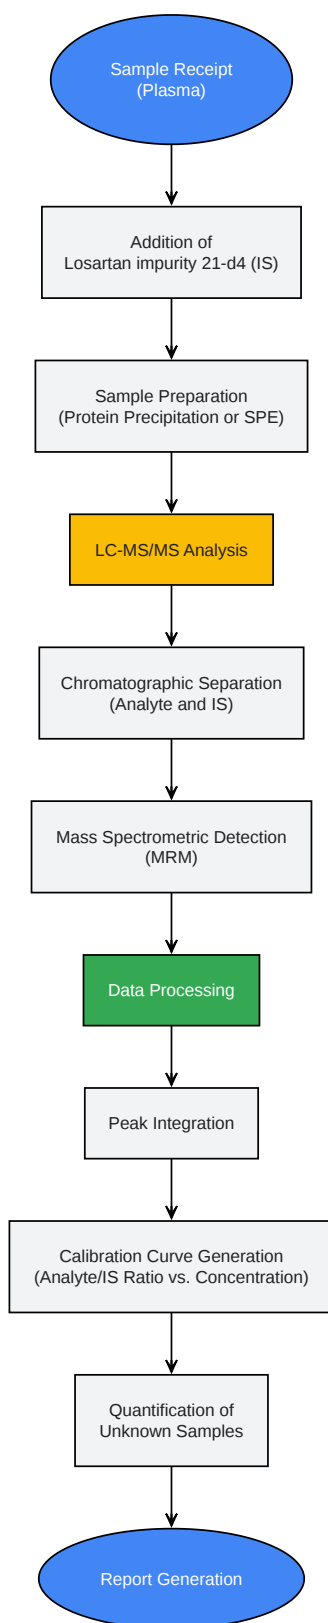 Sample Receipt
(Plasma)
Addition of
Losartan impurity 21-d4 (IS)
Sample Preparation
(Protein Precipitation or SPE)
LC-MS/MS Analysis
Chromatographic Separation
(Analyte and IS)
Mass Spectrometric Detection
(MRM)
Data Processing
Peak Integration
Calibration Curve Generation
(Analyte/IS Ratio vs. Concentration)
Quantification of
Unknown Samples
Report Generation